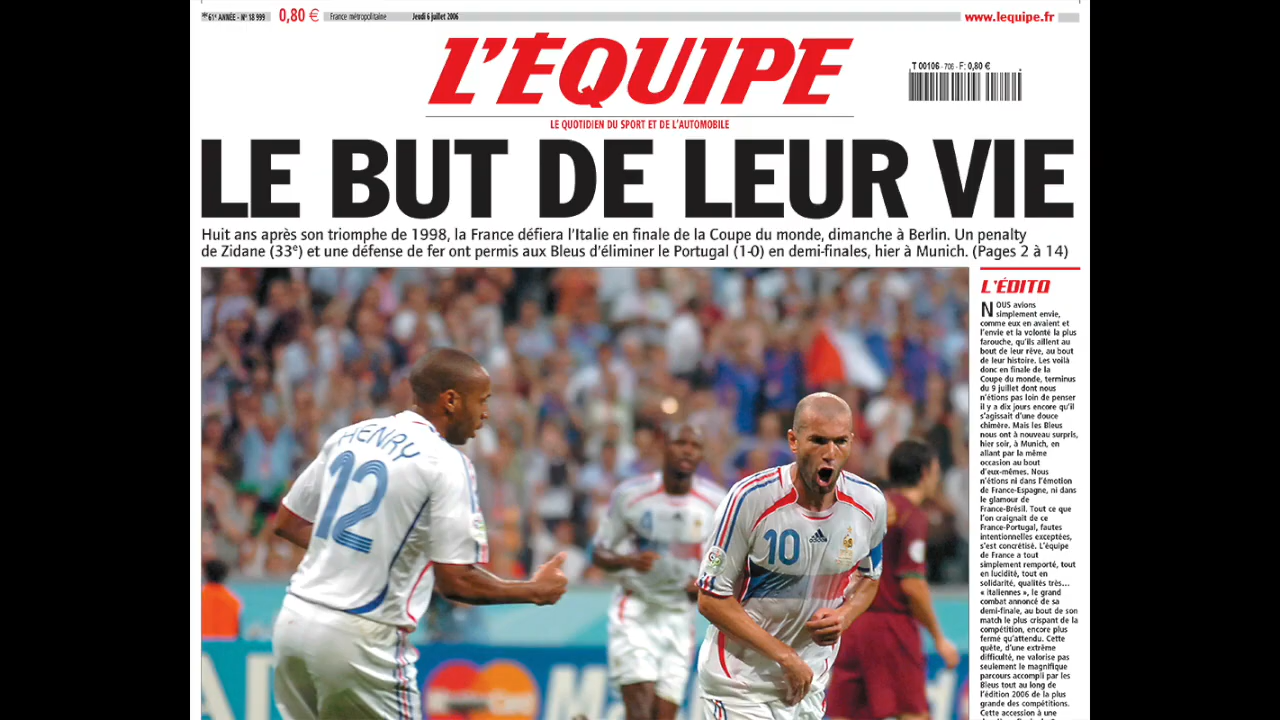 61e ANNÉE - N° 18 999
0,80 €
France métropolitaine
Jeudi 6 juillet 2006
www.lequipe.fr
L'ÉQUIPE
T 00106 - 706 - F: 0,80 €
LE QUOTIDIEN DU SPORT ET DE L'AUTOMOBILE
LE BUT DE LEUR VIE
Huit ans après son triomphe de 1998, la France défiera l'Italie en finale de la Coupe du monde, dimanche à Berlin. Un penalty
de Zidane (33e) et une défense de fer ont permis aux Bleus d'éliminer le Portugal (1-0) en demi-finales, hier à Munich. (Pages 2 à 14)
L'ÉDITO
NOUS avions
simplement envie,
comme eux en avaient et
l'envie et la volonté la plus
farouche, qu'ils aillent au
bout de leur rêve, au bout
de leur histoire. Les voilà
donc en finale de la
Coupe du monde, terminus
du 9 juillet dont nous
n'étions pas loin de penser
il y a dix jours encore qu'il
s'agissait d'une douce
chimère. Mais les Bleus
nous ont à nouveau surpris,
hier soir, à Munich, en
allant par la même
occasion au bout
d'eux-mêmes. Nous
n'étions ni dans l'émotion
de France-Espagne, ni dans
le glamour de
France-Brésil. Tout ce que
l'on craignait de ce
France-Portugal, fautes
intentionnelles exceptées,
s'est concrétisé. L'équipe
de France a tout
simplement remporté, tout
en lucidité, tout en
solidarité, qualités très...
« italiennes », le grand
combat annoncé de sa
demi-finale, au bout de son
match le plus crispant de la
compétition, encore plus
fermé qu'attendu. Cette
quête, d'une extrême
difficulté, ne valorise pas
seulement le magnifique
parcours accompli par les
Bleus tout au long de
l'édition 2006 de la plus
grande des compétitions.
Cette accession à une
HENRY
12
4
10
adidas
MasterCard